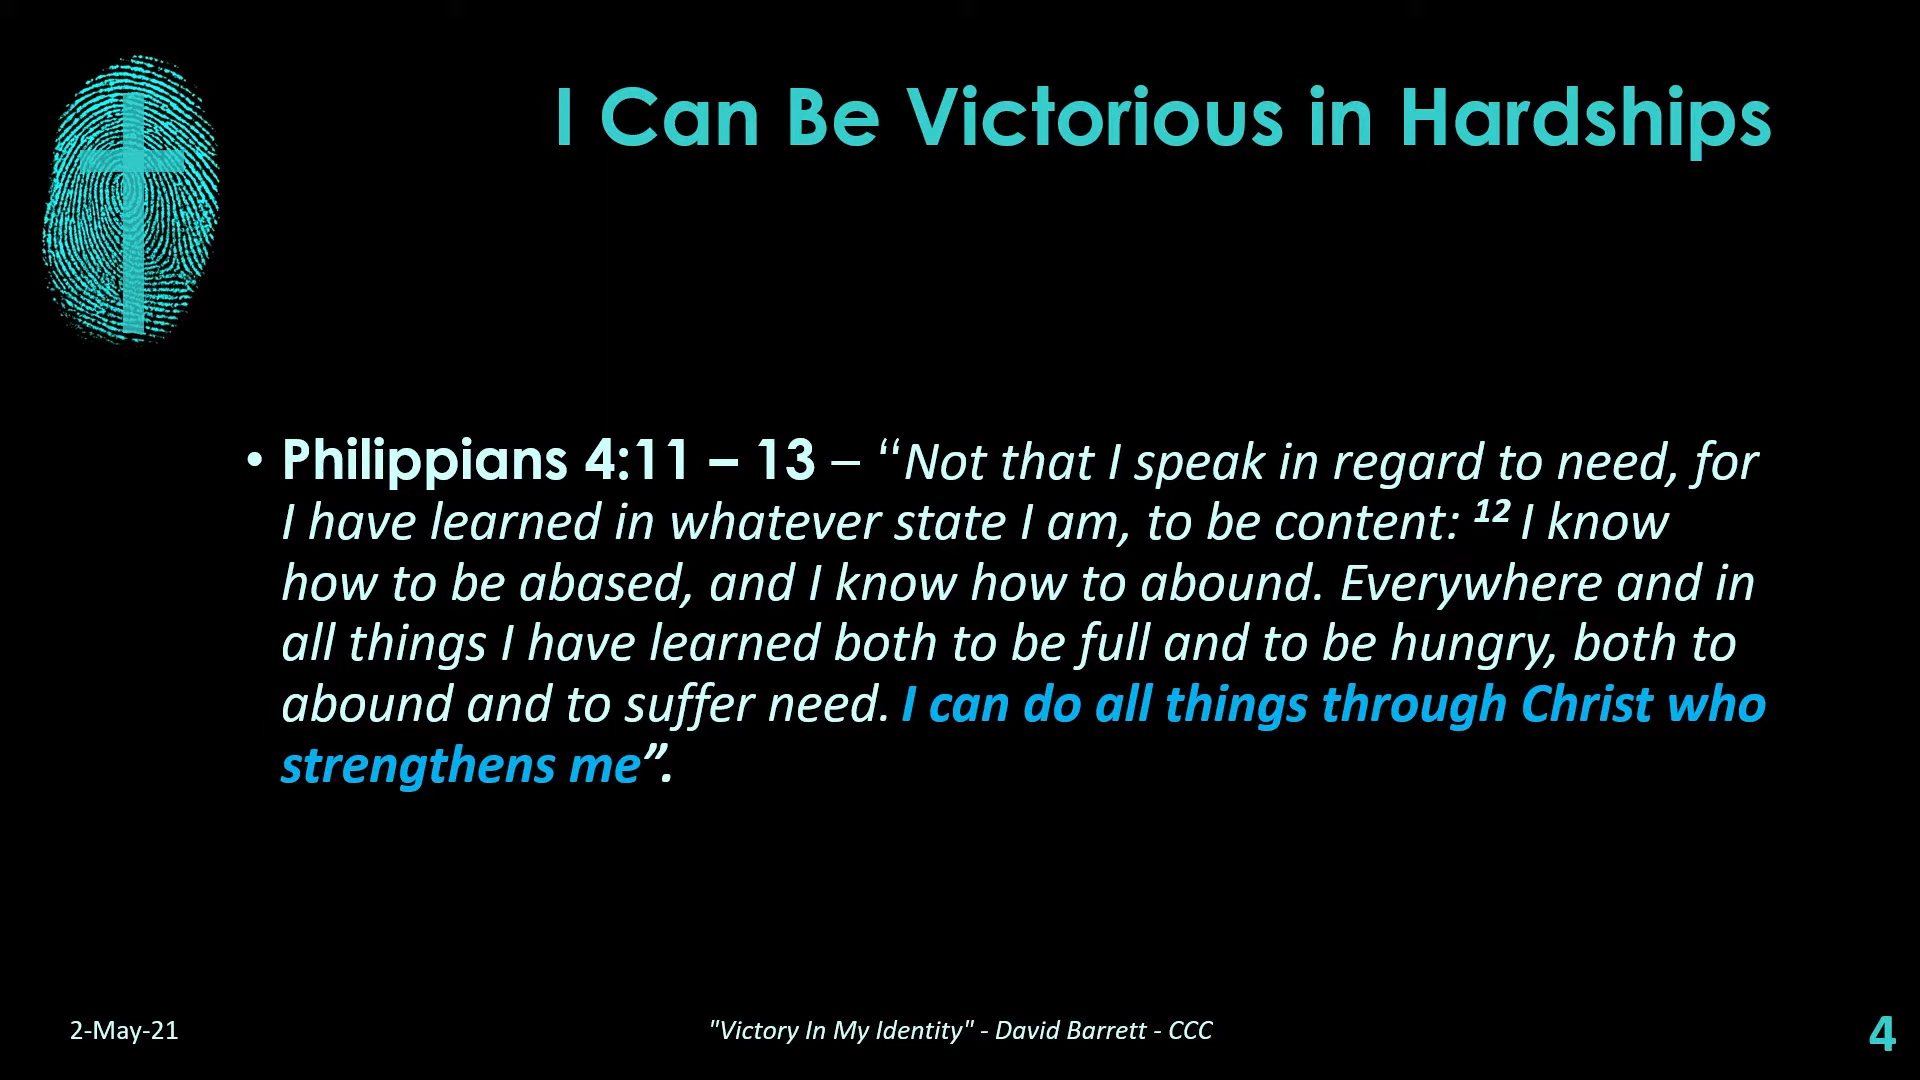 I Can Be Victorious in Hardships
• Philippians 4:11 – 13 – “Not that I speak in regard to need, for
I have learned in whatever state I am, to be content: 12 I know
how to be abased, and I know how to abound. Everywhere and in
all things I have learned both to be full and to be hungry, both to
abound and to suffer need. I can do all things through Christ who
strengthens me”.
2-May-21
"Victory In My Identity" - David Barrett - CCC
4